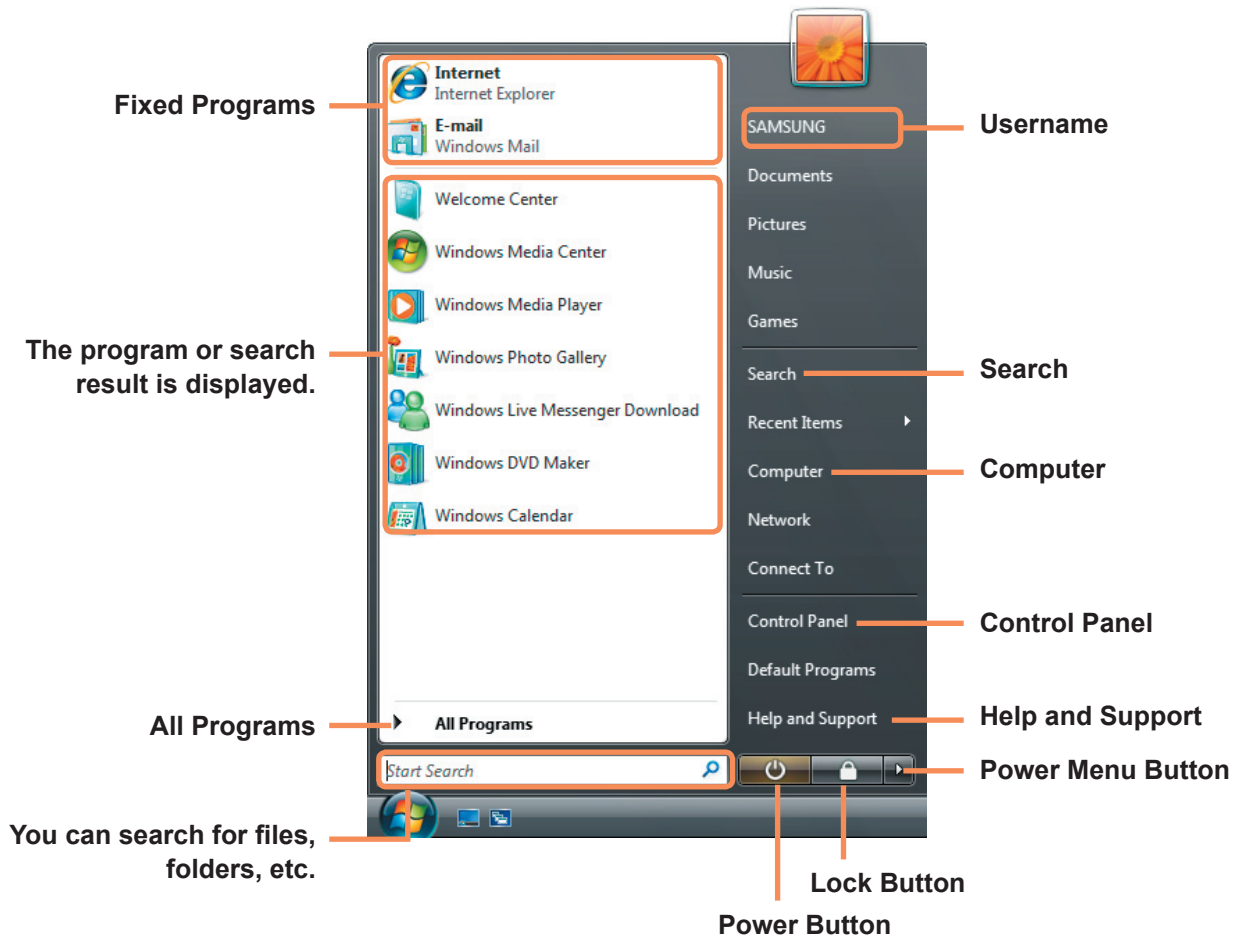 Fixed Programs
Internet
Internet Explorer
E-mail
Windows Mail
SAMSUNG
Username
Documents
Welcome Center
Pictures
Windows Media Center
Music
Windows Media Player
Games
The program or search
result is displayed.
Windows Photo Gallery
Search
Search
Windows Live Messenger Download
Recent Items
Windows DVD Maker
Computer
Computer
Windows Calendar
Network
Connect To
Control Panel
Control Panel
Default Programs
All Programs
All Programs
Help and Support
Help and Support
Start Search
Power Menu Button
You can search for files,
folders, etc.
Lock Button
Power Button